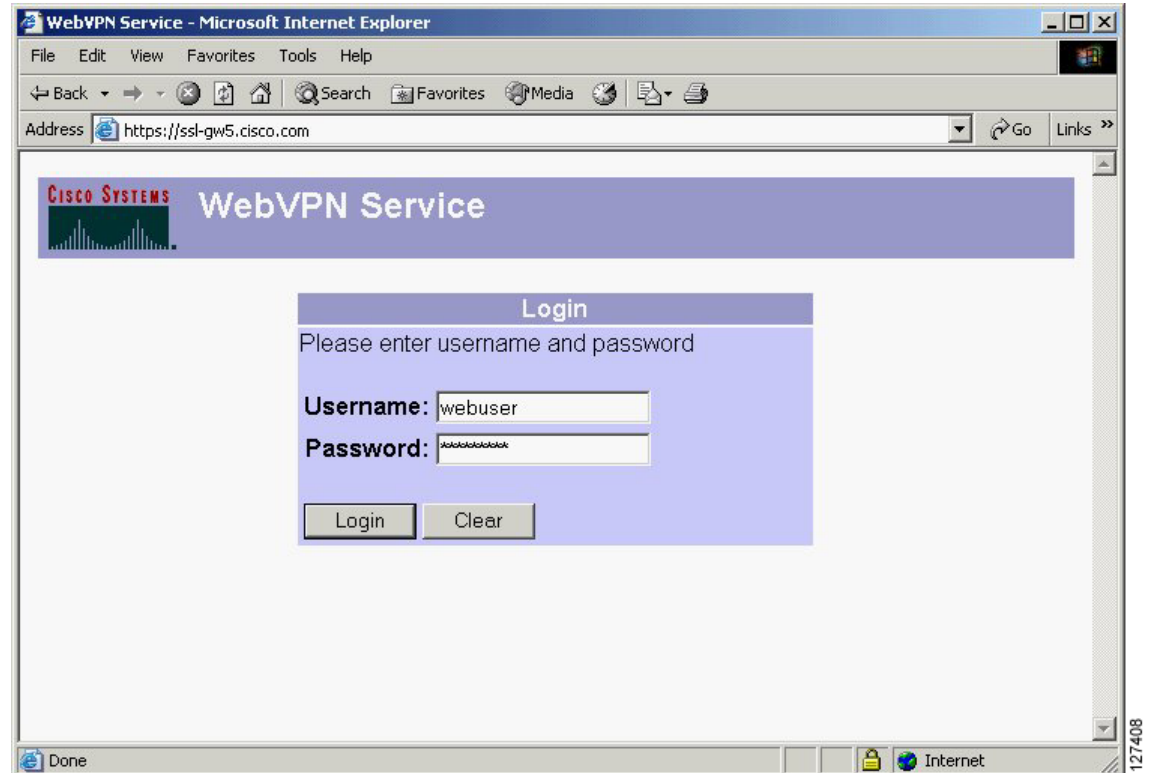 WebVPN Service - Microsoft Internet Explorer
File Edit View Favorites Tools Help
Back Search Favorites Media
Address https://ssl-gw5.cisco.com Go Links »
CISCO SYSTEMS
WebVPN Service
Login
Please enter username and password
Username: webuser
Password: *********
Login Clear
Done Internet
127408